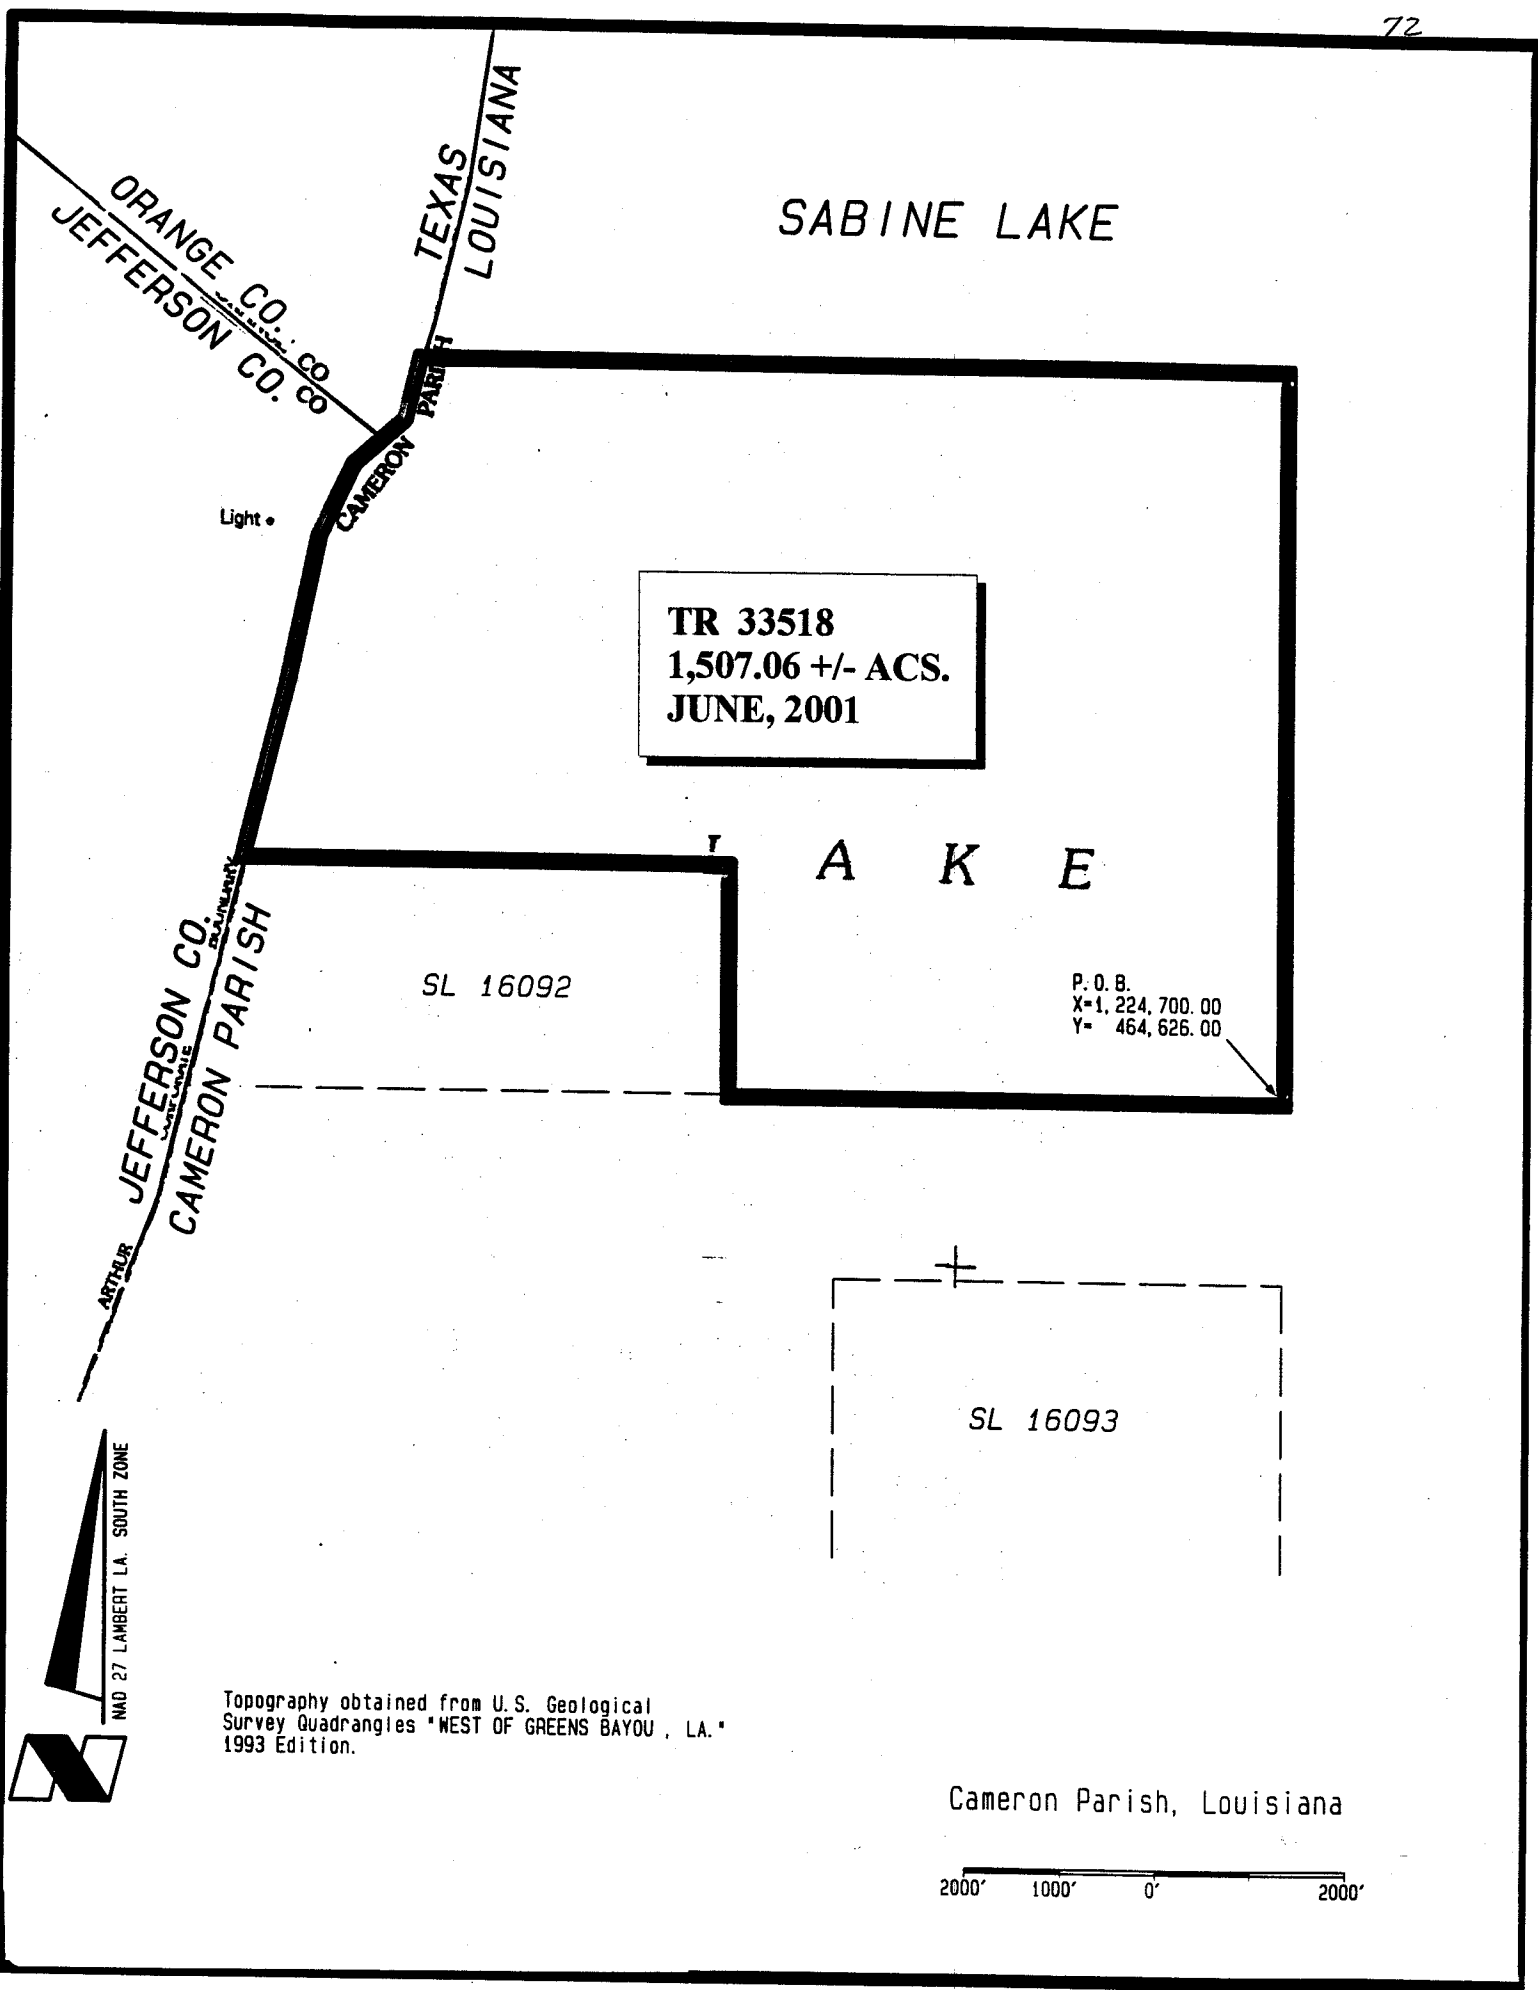 72
TEXAS
LOUISIANA
SABINE LAKE
ORANGE CO.
JEFFERSON CO.
CO
CO
PARISH
CAMERON
Light
TR 33518
1,507.06 +/- ACS.
JUNE, 2001
A K E
BOUNDARY
JEFFERSON CO.
CAMERON PARISH
SL 16092
P.O.B.
X=1,224,700.00
Y= 464,626.00
ARTHUR
SL 16093
NAD 27 LAMBERT LA. SOUTH ZONE
N
Topography obtained from U.S. Geological
Survey Quadrangles "WEST OF GREENS BAYOU , LA."
1993 Edition.
Cameron Parish, Louisiana
2000' 1000' 0' 2000'